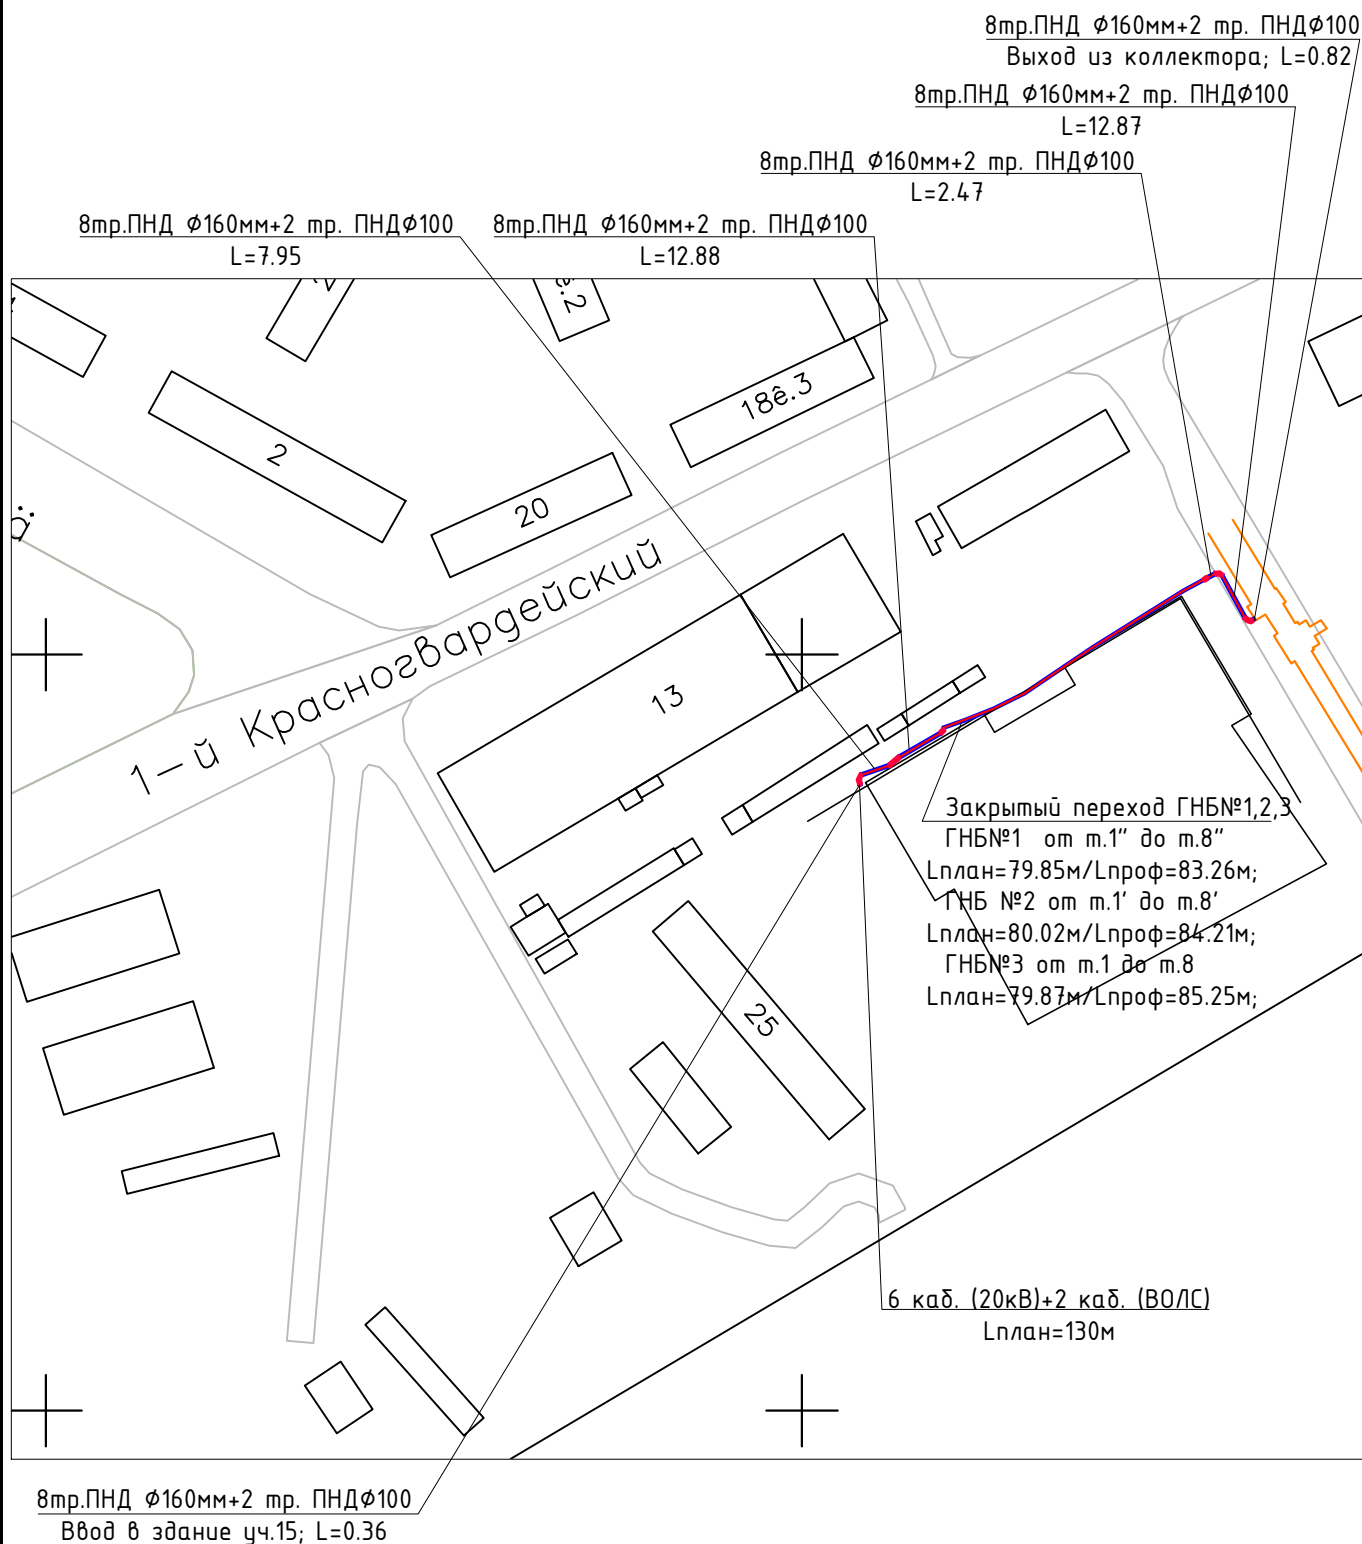 8тр.ПНД Ф160мм+2 тр. ПНДФ100
Выход из коллектора; L=0.82
8тр.ПНД Ф160мм+2 тр. ПНДФ100
L=12.87
8тр.ПНД Ф160мм+2 тр. ПНДФ100
L=2.47
8тр.ПНД Ф160мм+2 тр. ПНДФ100
L=7.95
8тр.ПНД Ф160мм+2 тр. ПНДФ100
L=12.88
18ê.3
2
20
1-й Красногвардейский
13
Закрытый переход ГНБ№1,2,3
ГНБ№1 от т.1" до т.8"
Lплан=79.85м/Lпроф=83.26м;
ГНБ №2 от т.1' до т.8'
Lплан=80.02м/Lпроф=84.21м;
ГНБ№3 от т.1 до т.8
Lплан=79.87м/Lпроф=85.25м;
25
6 каб. (20кВ)+2 каб. (ВОЛС)
Lплан=130м
8тр.ПНД Ф160мм+2 тр. ПНДФ100
Ввод в здание уч.15; L=0.36